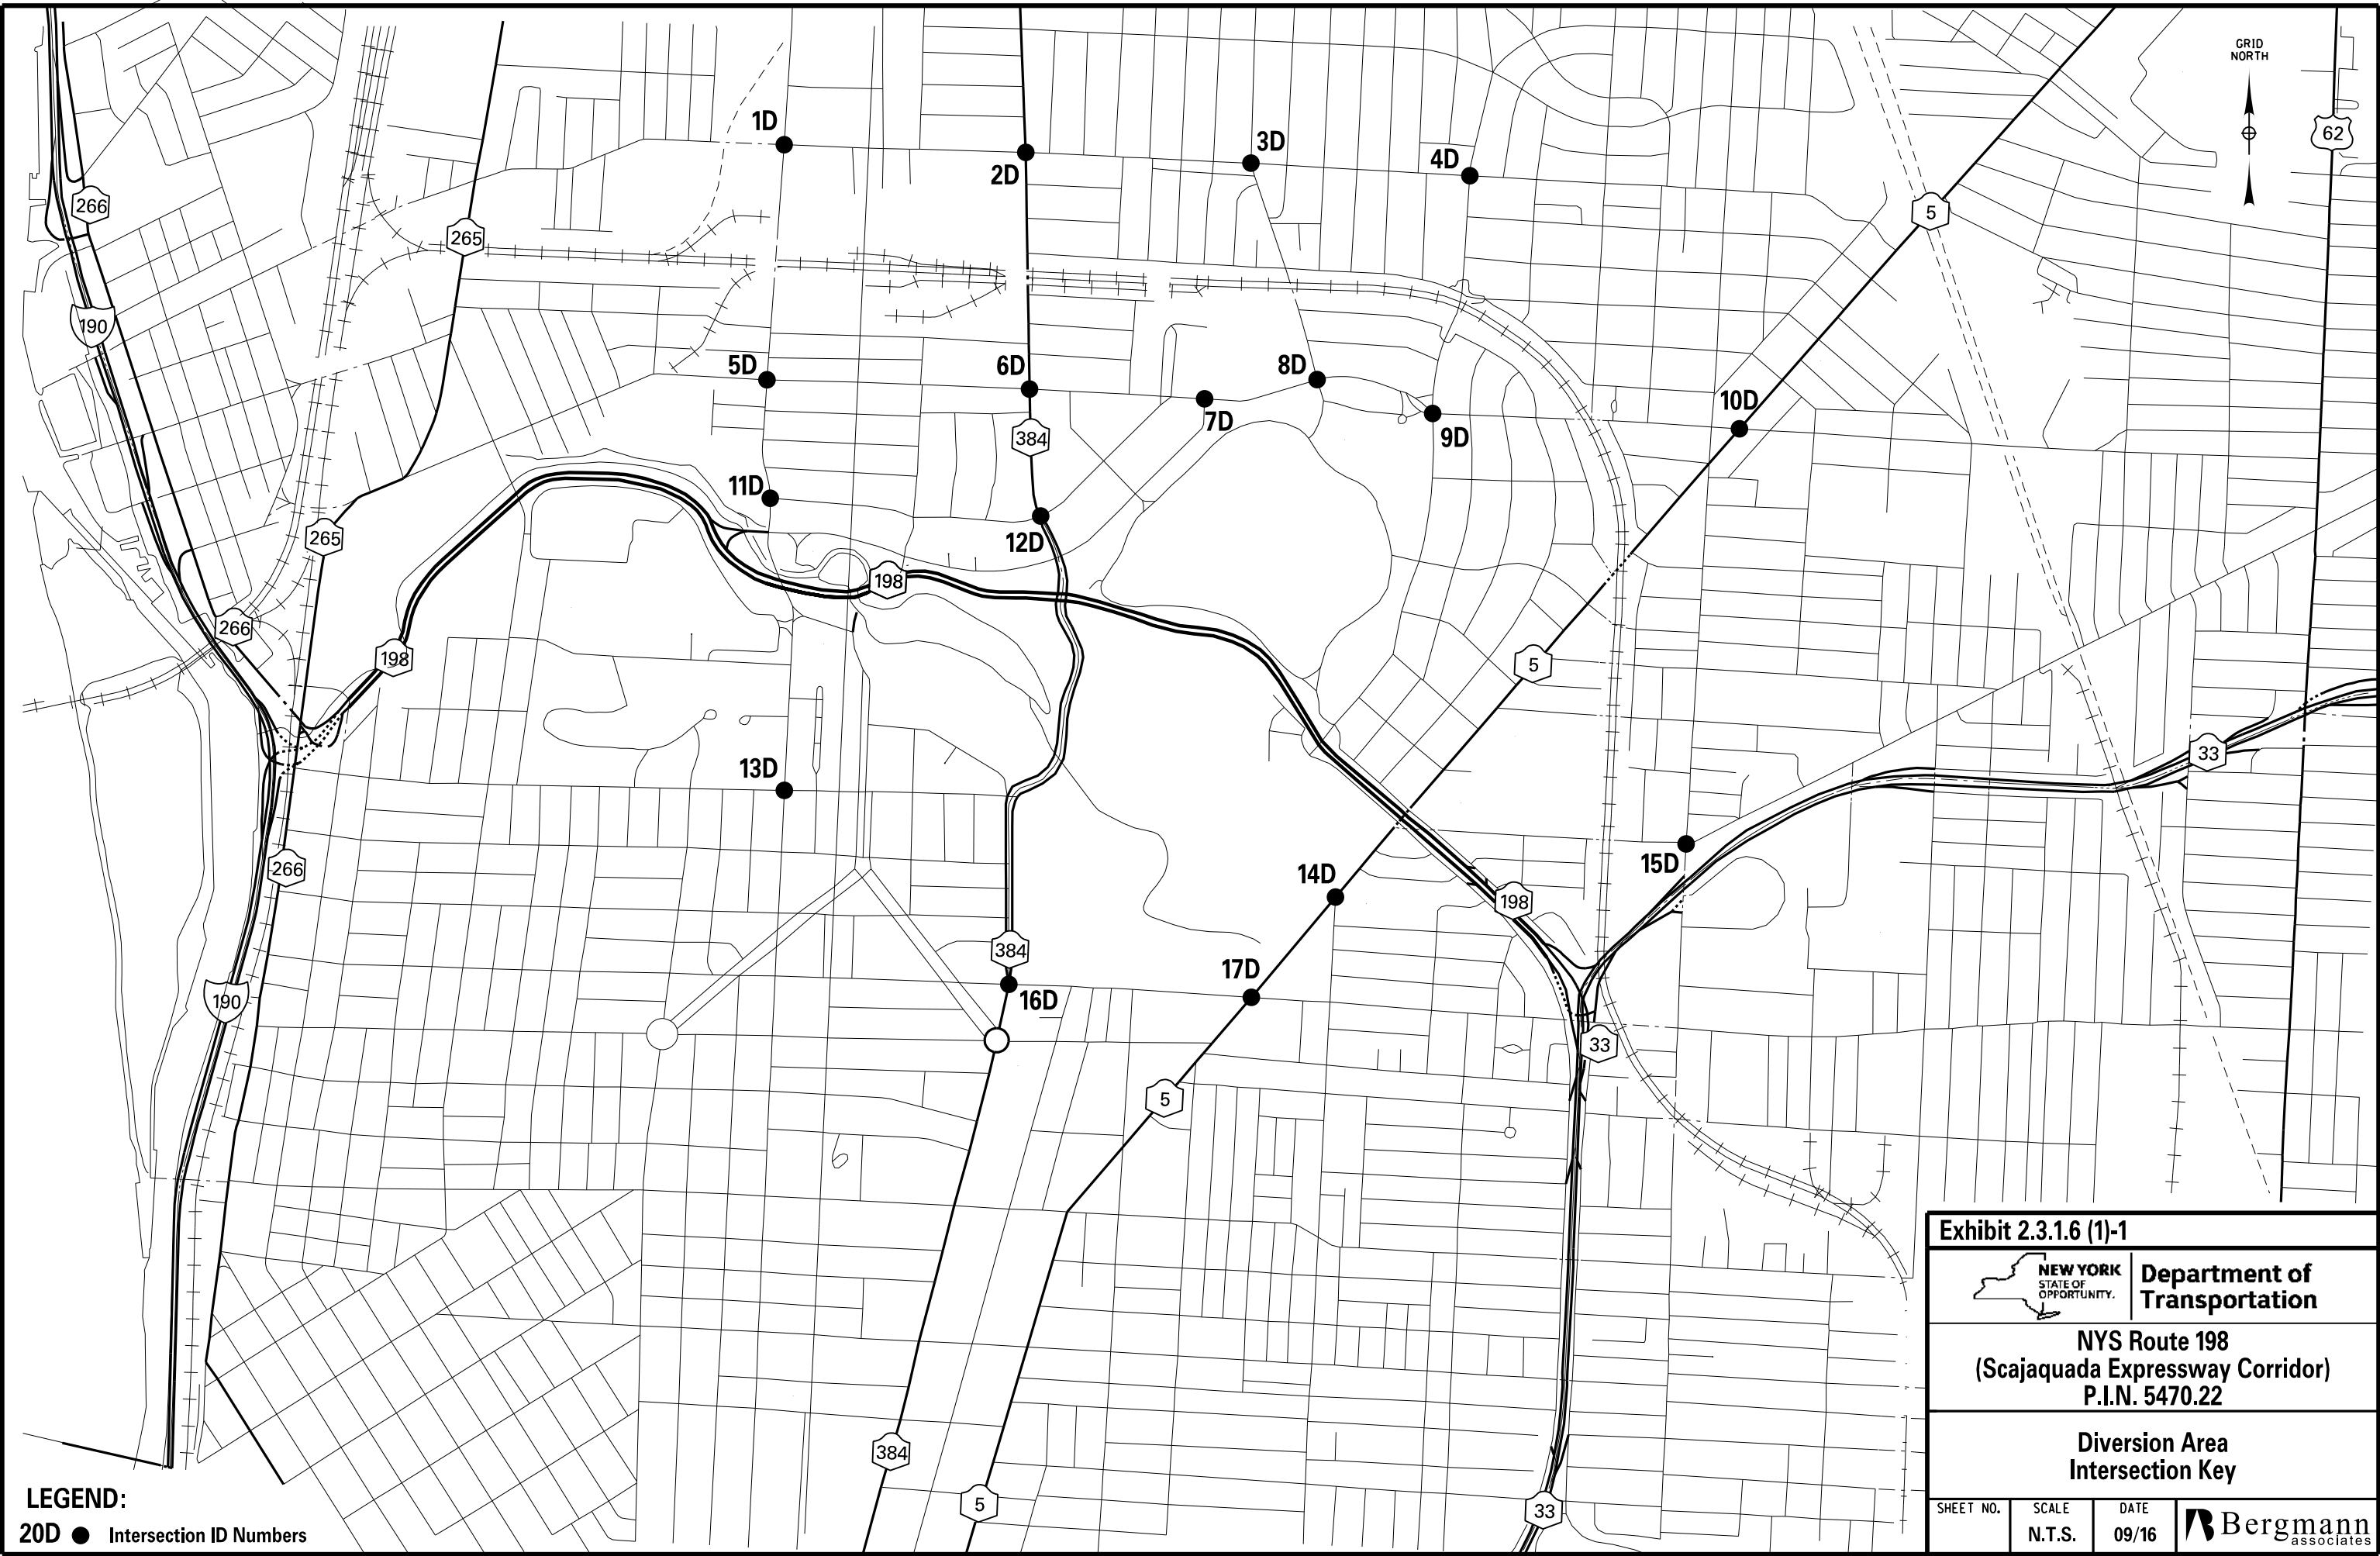 GRID
NORTH
62
1D
2D
3D
4D
266
265
5
190
5D
6D
8D
7D
384
9D
10D
11D
265
12D
198
266
198
5
33
13D
15D
14D
266
198
384
17D
16D
190
33
5
384
5
33
LEGEND:
20D Intersection ID Numbers
Exhibit 2.3.1.6 (1)-1
NEW YORK
STATE OF
OPPORTUNITY.
Department of
Transportation
NYS Route 198
(Scajaquada Expressway Corridor)
P.I.N. 5470.22
Diversion Area
Intersection Key
SHEET NO.
SCALE
N.T.S.
DATE
09/16
Bergmann
associates